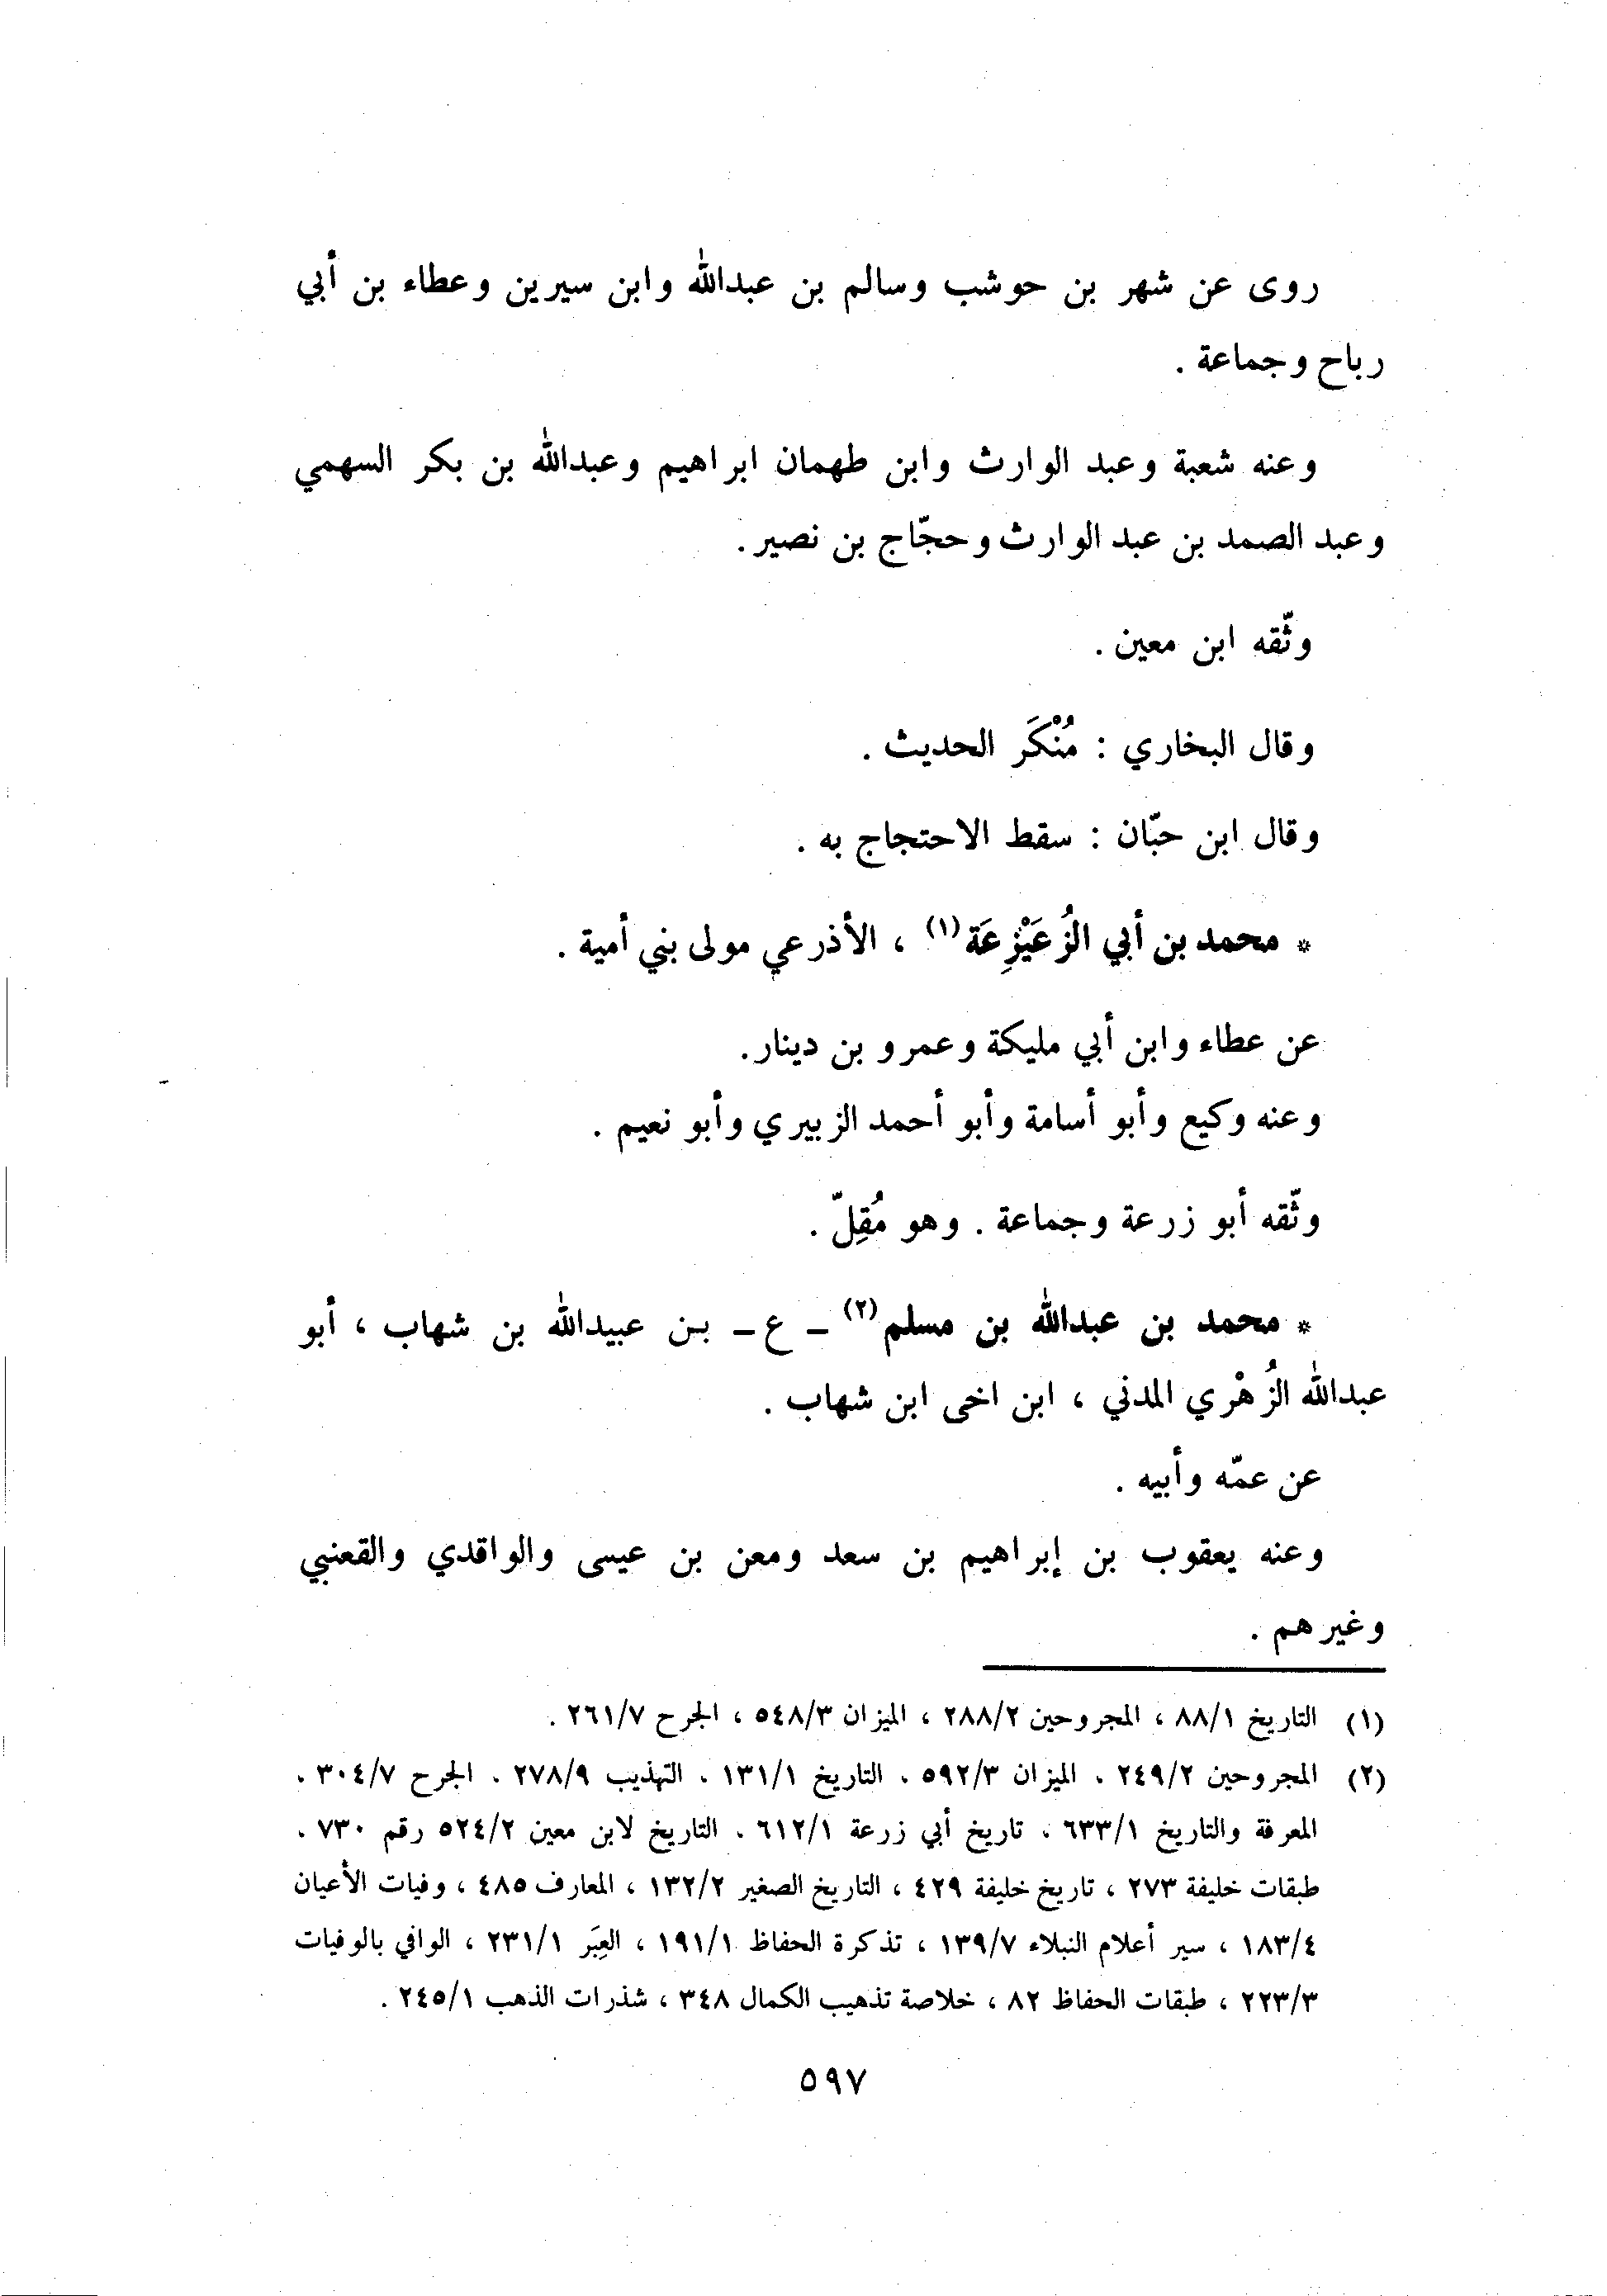 روى عن شهر بن حوشب وسالم بن عبدالله وابن سيرين وعطاء بن أبي
رباح وجماعة .
وعنه شعبة وعبد الوارث وابن طهمان ابراهيم وعبدالله بن بكر السهمي
وعبد الصمد بن عبد الوارث وحجّاج بن نصير .
وثّقه ابن معين .
وقال البخاري : مُنْكَر الحديث .
وقال ابن حبّان : سقط الاحتجاج به .
* محمد بن أبي الزُعَيْزِعَة(١) ، الأذرعي مولى بني أمية .
عن عطاء وابن أبي مليكة وعمرو بن دينار .
وعنه وكيع وأبو أسامة وأبو أحمد الزبيري وأبو نعيم .
وثّقه أبو زرعة وجماعة . وهو مُقِلّ .
* محمد بن عبدالله بن مسلم(٢) ـ ع ـ بن عبيدالله بن شهاب ، أبو
عبدالله الزُهْري المدني ، ابن اخى ابن شهاب .
عن عمّه وأبيه .
وعنه يعقوب بن إبراهيم بن سعد ومعن بن عيسى والواقدي والقعنبي
وغيرهم .
(١) التاريخ ٨٨/١ ، المجروحين ٢٨٨/٢ ، الميزان ٥٤٨/٣ ، الجرح ٢٦١/٧ .
(٢) المجروحين ٢٤٩/٢ . الميزان ٥٩٢/٣ . التاريخ ١٣١/١ . التهذيب ٢٧٨/٩ . الجرح ٣٠٤/٧ .
المعرفة والتاريخ ٦٣٣/١ . تاريخ أبي زرعة ٦١٢/١ . التاريخ لابن معين ٥٢٤/٢ رقم ٧٣٠ .
طبقات خليفة ٢٧٣ ، تاريخ خليفة ٤٢٩ ، التاريخ الصغير ١٣٢/٢ ، المعارف ٤٨٥ ، وفيات الأعيان
١٨٣/٤ ، سير أعلام النبلاء ١٣٩/٧ ، تذكرة الحفاظ ١٩١/١ ، العِبَر ٢٣١/١ ، الوافي بالوفيات
٢٢٣/٣ ، طبقات الحفاظ ٨٢ ، خلاصة تذهيب الكمال ٣٤٨ ، شذرات الذهب ٢٤٥/١ .
٥٩٧